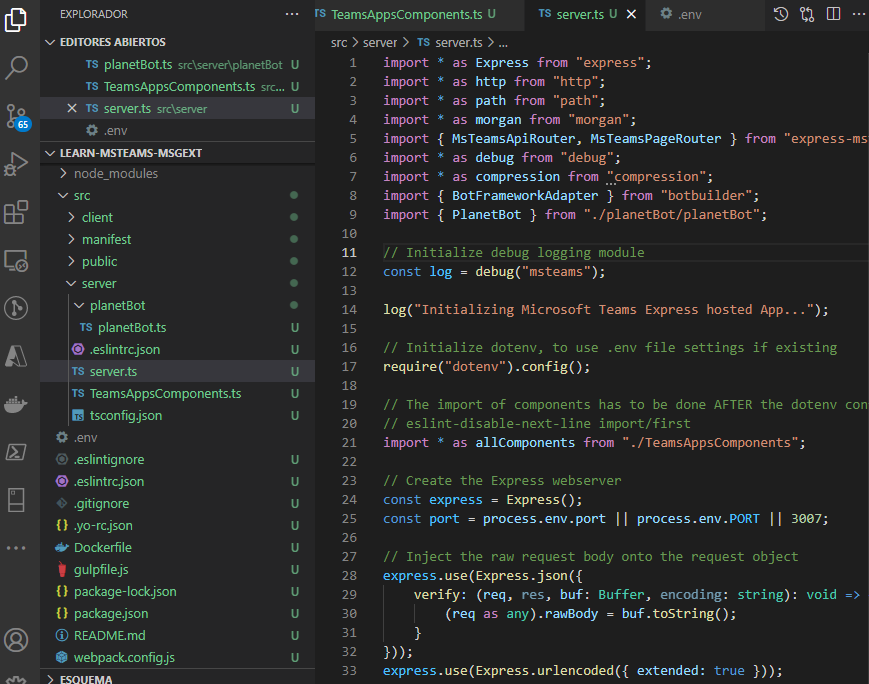 EXPLORADOR
EDITORES ABIERTOS
TS planetBot.ts src\server\planetBot U
TS TeamsAppsComponents.ts src... U
TS server.ts src\server U
.env
65
LEARN-MSTEAMS-MSGEXT
node_modules
src
client
manifest
public
server
planetBot
TS planetBot.ts U
.eslintrc.json U
TS server.ts U
TS TeamsAppsComponents.ts U
TS tsconfig.json U
.env
.eslintignore U
.eslintrc.json U
.gitignore U
{} .yo-rc.json U
Dockerfile U
gulpfile.js U
{} package-lock.json U
{} package.json U
README.md U
webpack.config.js U
ESQUEMA
TS TeamsAppsComponents.ts U
TS server.ts U
.env
src > server > TS server.ts > ...
1 import * as Express from "express";
2 import * as http from "http";
3 import * as path from "path";
4 import * as morgan from "morgan";
5 import { MsTeamsApiRouter, MsTeamsPageRouter } from "express-ms
6 import * as debug from "debug";
7 import * as compression from "compression";
8 import { BotFrameworkAdapter } from "botbuilder";
9 import { PlanetBot } from "./planetBot/planetBot";
10
11 // Initialize debug logging module
12 const log = debug("msteams");
13
14 log("Initializing Microsoft Teams Express hosted App...");
15
16 // Initialize dotenv, to use .env file settings if existing
17 require("dotenv").config();
18
19 // The import of components has to be done AFTER the dotenv con
20 // eslint-disable-next-line import/first
21 import * as allComponents from "./TeamsAppsComponents";
22
23 // Create the Express webserver
24 const express = Express();
25 const port = process.env.port || process.env.PORT || 3007;
26
27 // Inject the raw request body onto the request object
28 express.use(Express.json({
29 verify: (req, res, buf: Buffer, encoding: string): void =>
30 (req as any).rawBody = buf.toString();
31 }
32 }));
33 express.use(Express.urlencoded({ extended: true }));